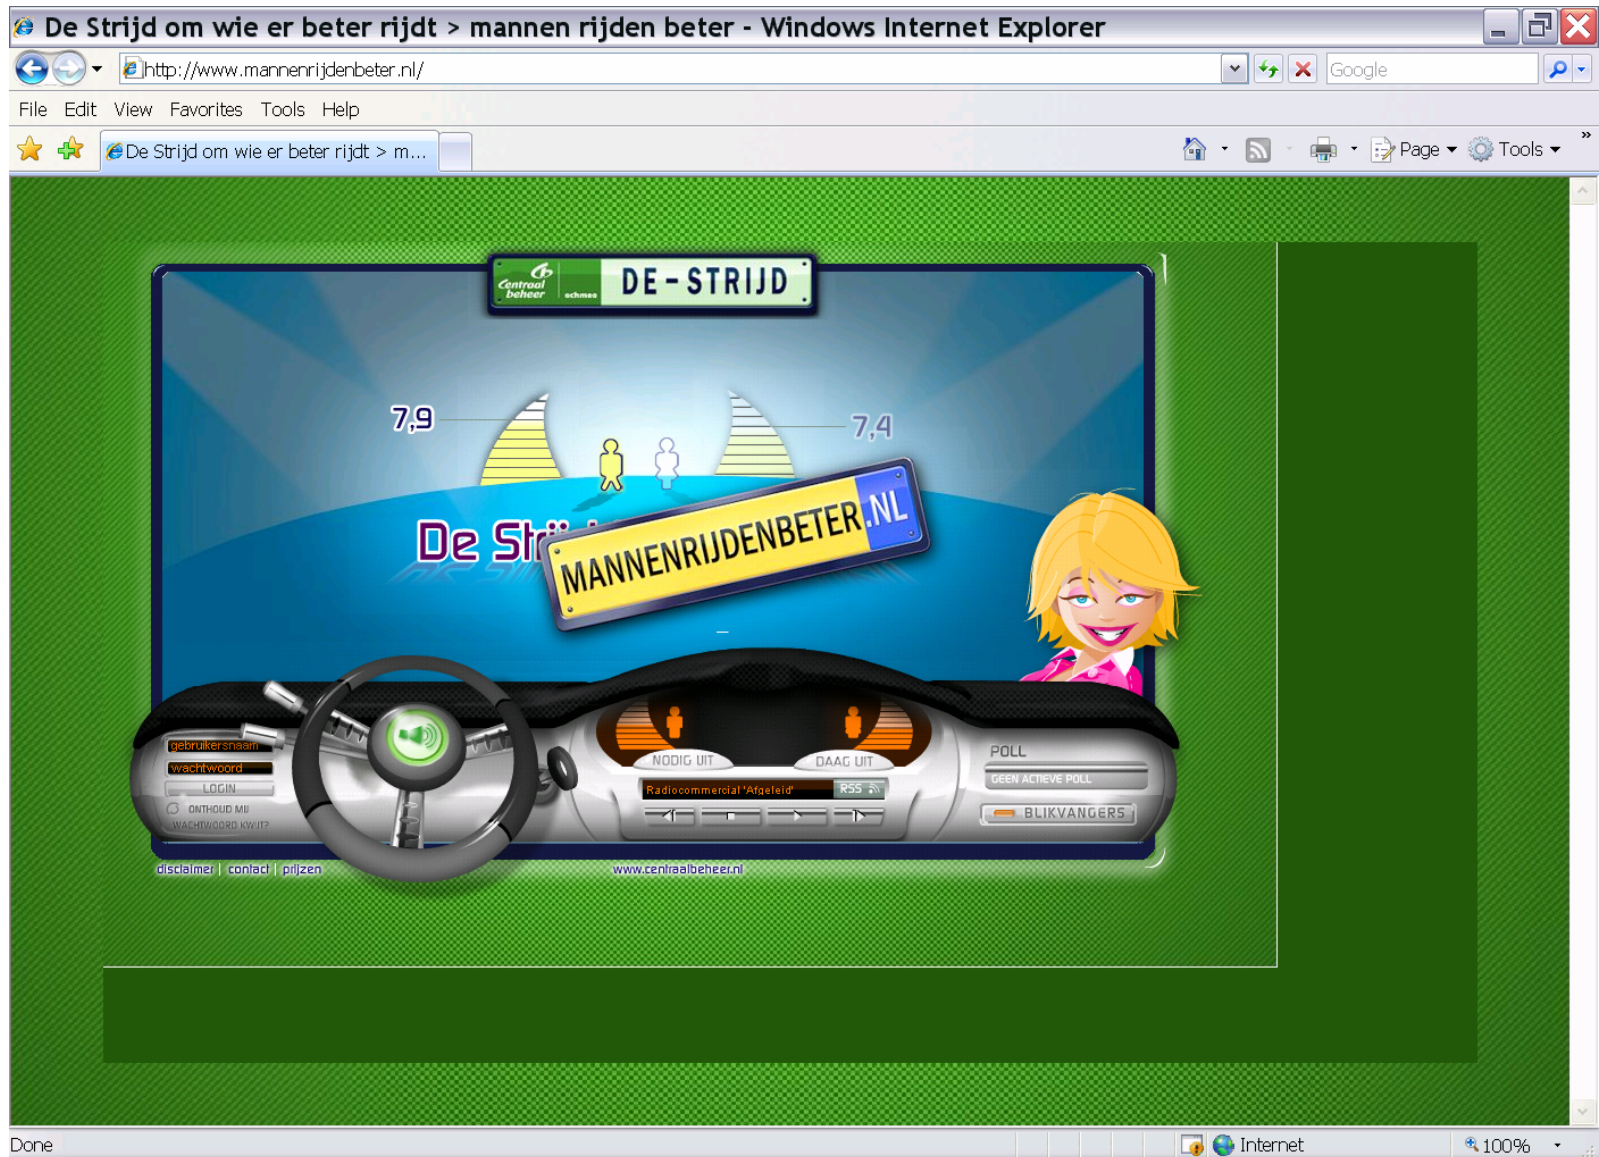 De Strijd om wie er beter rijdt > mannen rijden beter - Windows Internet Explorer
http://www.mannenrijdenbeter.nl/
Google
File Edit View Favorites Tools Help
De Strijd om wie er beter rijdt > m...
Page Tools
Centraal beheer achmea
DE-STRIJD
7,9
7,4
De Strij
MANNENRIJDENBETER.NL
gebruikersnaam
wachtwoord
LOGIN
ONTHOUD MIJ
WACHTWOORD KWIJT?
NODIG UIT
DAAG UIT
Radiocommercial 'Afgeleid'
RSS
POLL
GEEN ACTIEVE POLL
BLIKVANGERS
disclaimer | contact | prijzen
www.centraalbeheer.nl
Done
Internet
100%